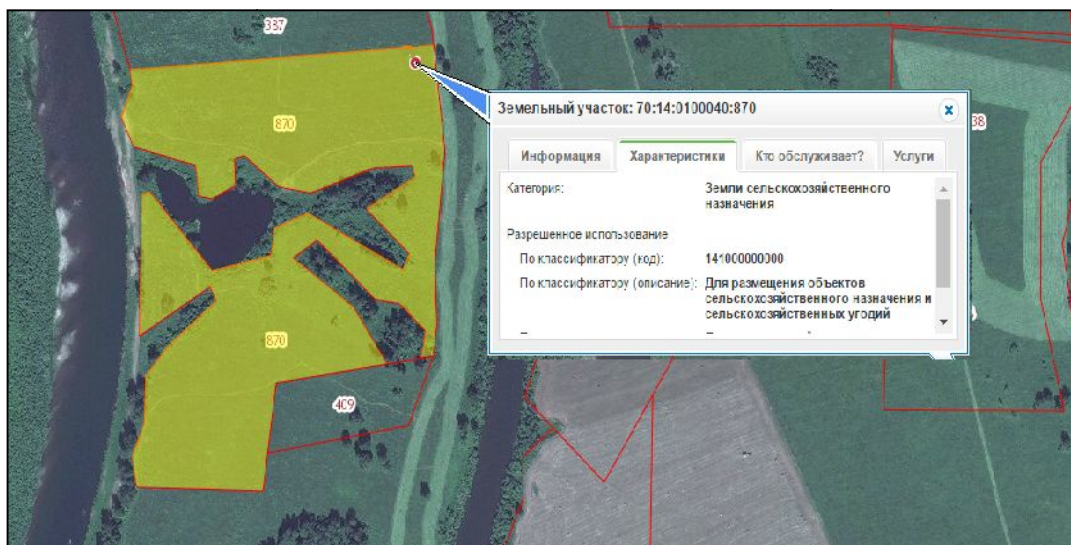 337
870
Земельный участок: 70:14:0100040:870
38
Информация
Характеристики
Кто обслуживает?
Услуги
Категория:
Земли сельскохозяйственного
назначения
Разрешенное использование
По классификатору (код):
141000000000
По классификатору (описание):
Для размещения объектов
сельскохозяйственного назначения и
сельскохозяйственных угодий
870
409